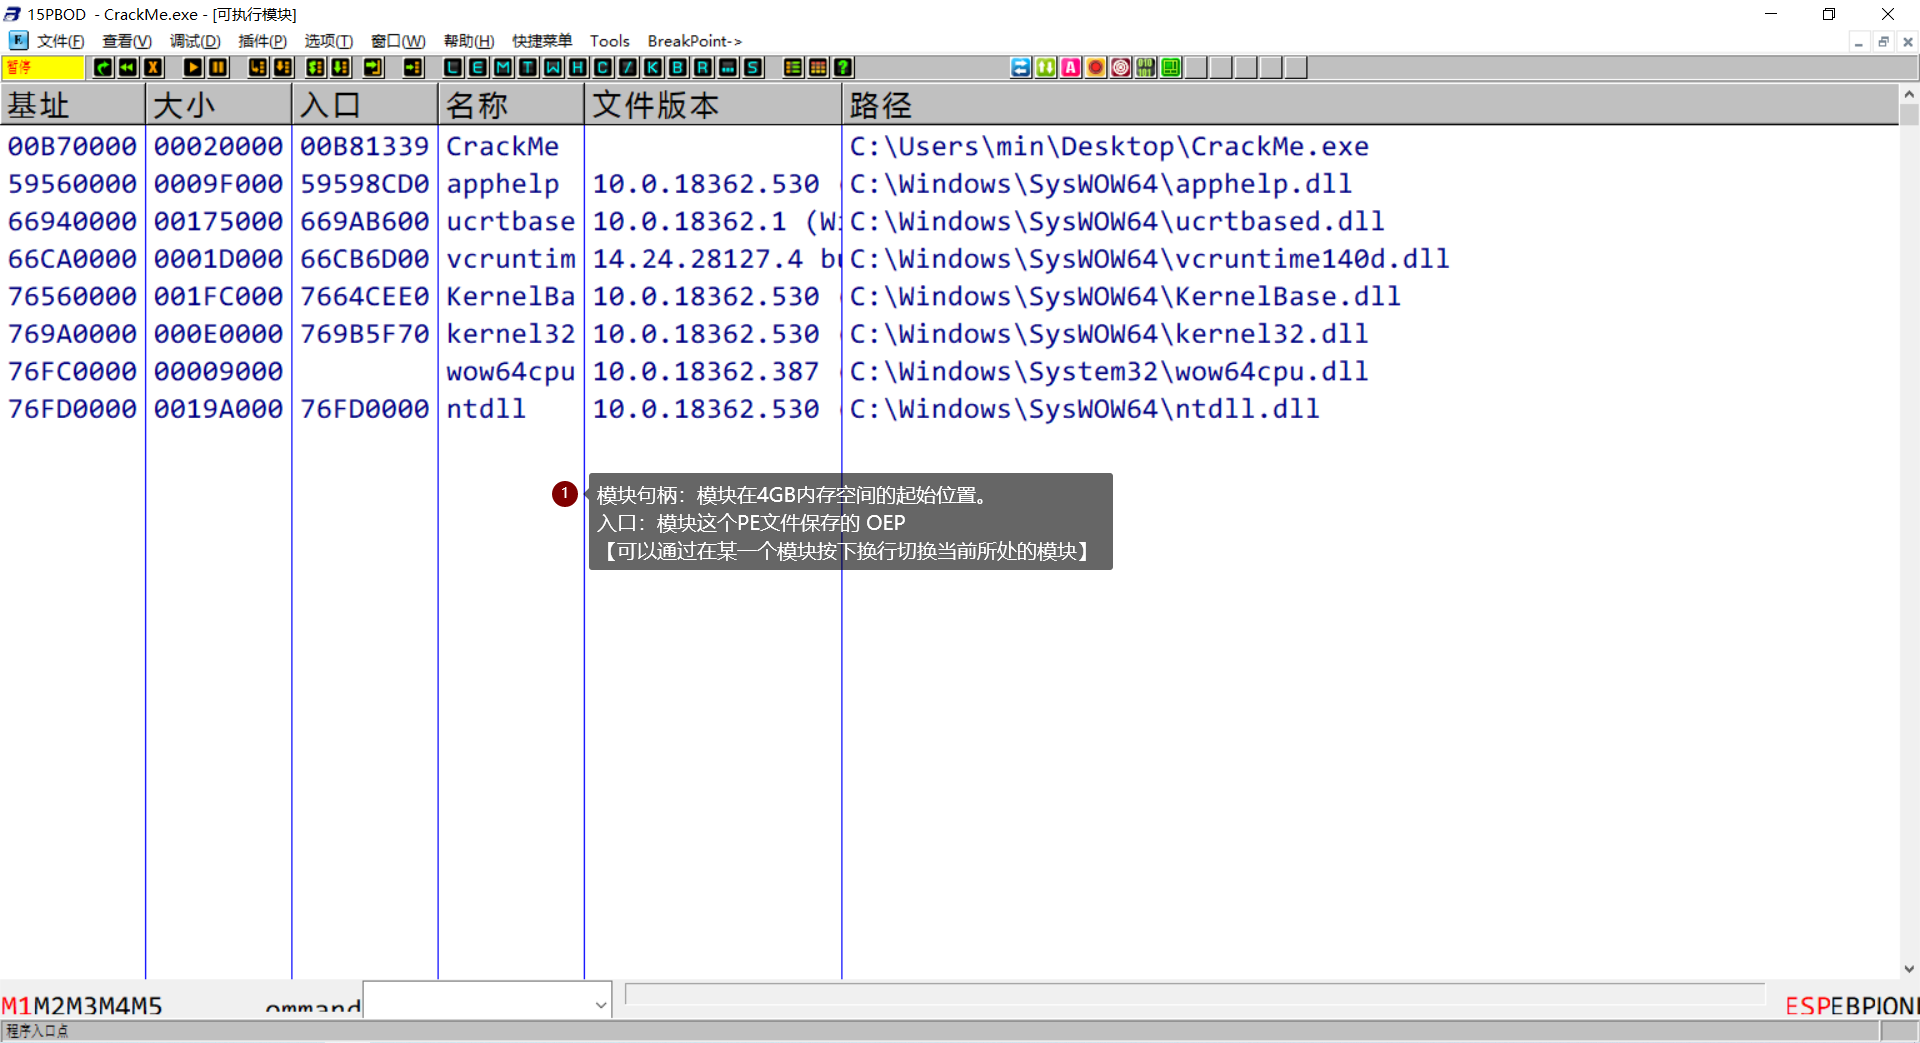 15PBOD - CrackMe.exe - [可执行模块]
文件(F) 查看(V) 调试(D) 插件(P) 选项(T) 窗口(W) 帮助(H) 快捷菜单 Tools BreakPoint->
暂停 X L E M T W H C / K B R ... S ? A
基址 大小 入口 名称 文件版本 路径
00B70000 00020000 00B81339 CrackMe C:\Users\min\Desktop\CrackMe.exe
59560000 0009F000 59598CD0 apphelp 10.0.18362.530 ( C:\Windows\SysWOW64\apphelp.dll
66940000 00175000 669AB600 ucrtbase 10.0.18362.1 (Wi C:\Windows\SysWOW64\ucrtbased.dll
66CA0000 0001D000 66CB6D00 vcruntim 14.24.28127.4 bu C:\Windows\SysWOW64\vcruntime140d.dll
76560000 001FC000 7664CEE0 KernelBa 10.0.18362.530 ( C:\Windows\SysWOW64\KernelBase.dll
769A0000 000E0000 769B5F70 kernel32 10.0.18362.530 ( C:\Windows\SysWOW64\kernel32.dll
76FC0000 00009000 wow64cpu 10.0.18362.387 ( C:\Windows\System32\wow64cpu.dll
76FD0000 0019A000 76FD0000 ntdll 10.0.18362.530 ( C:\Windows\SysWOW64\ntdll.dll
1 模块句柄：模块在4GB内存空间的起始位置。
入口：模块这个PE文件保存的 OEP
【可以通过在某一个模块按下换行切换当前所处的模块】
M1M2M3M4M5 ommand ESPEBPIONE
程序入口点